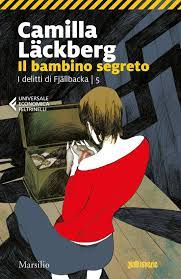 Camilla
Läckberg
Il bambino segreto
I delitti di Fjällbacka | 5
UNIVERSALE
ECONOMICA
FELTRINELLI
Marsilio